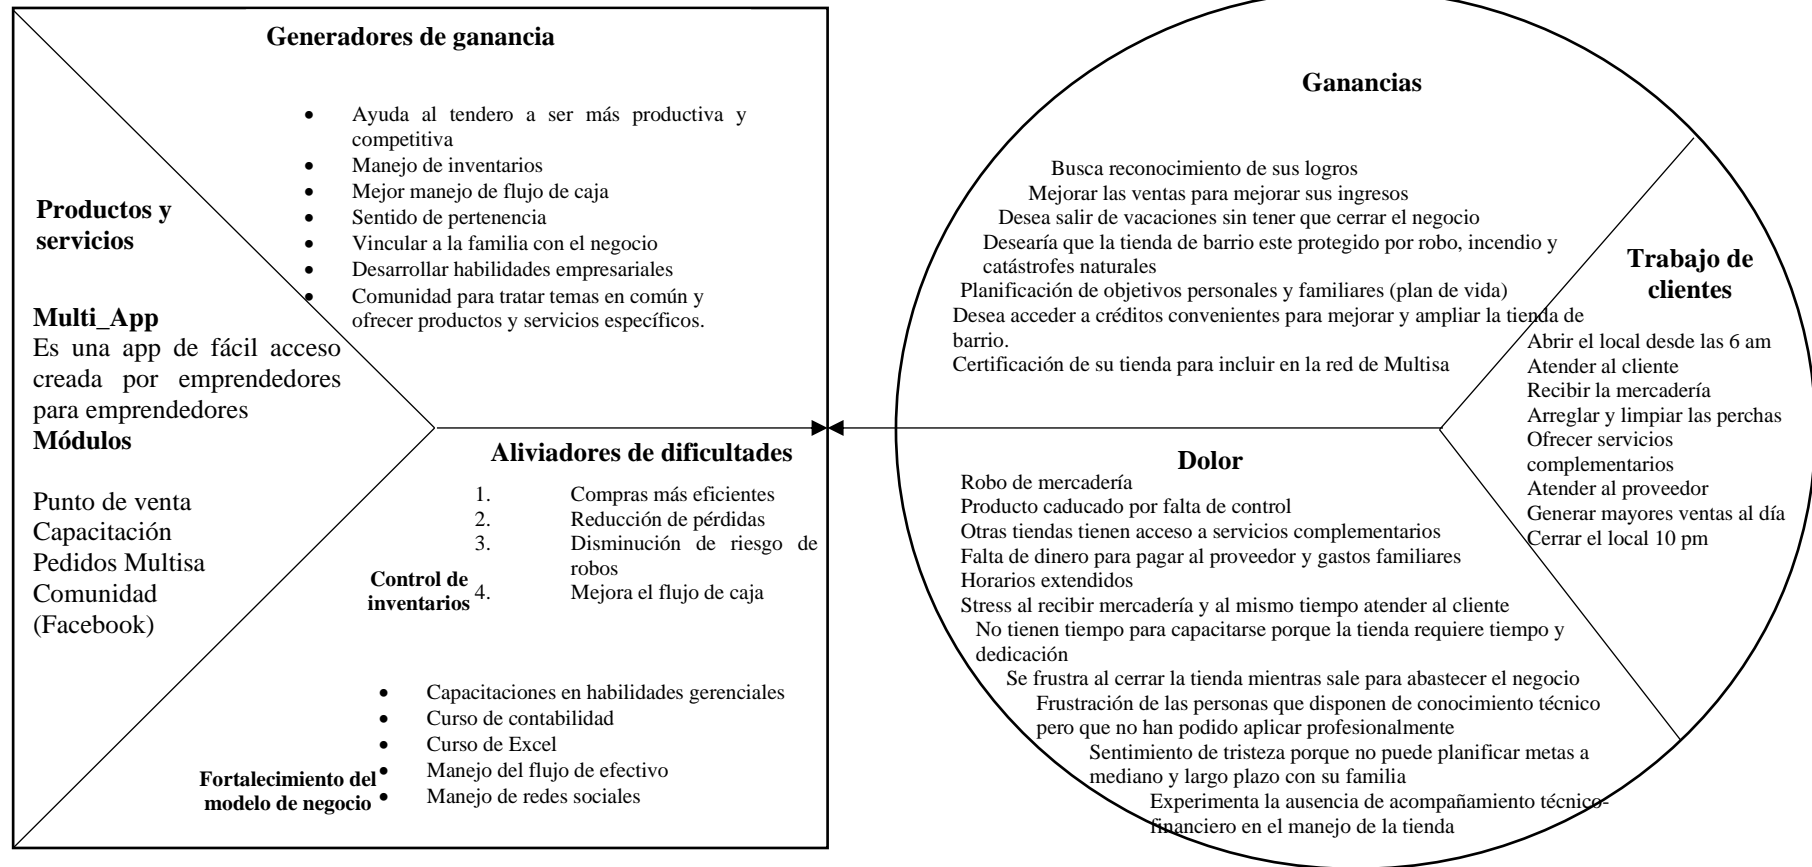 Generadores de ganancia
• Ayuda al tendero a ser más productiva y
competitiva
• Manejo de inventarios
• Mejor manejo de flujo de caja
• Sentido de pertenencia
• Vincular a la familia con el negocio
• Desarrollar habilidades empresariales
• Comunidad para tratar temas en común y
ofrecer productos y servicios específicos.
Productos y
servicios
Multi_App
Es una app de fácil acceso
creada por emprendedores
para emprendedores
Módulos
Punto de venta
Capacitación
Pedidos Multisa
Comunidad
(Facebook)
Aliviadores de dificultades
1. Compras más eficientes
2. Reducción de pérdidas
3. Disminución de riesgo de
robos
4. Mejora el flujo de caja
Control de
inventarios
• Capacitaciones en habilidades gerenciales
• Curso de contabilidad
• Curso de Excel
• Manejo del flujo de efectivo
• Manejo de redes sociales
Fortalecimiento del
modelo de negocio
Ganancias
Busca reconocimiento de sus logros
Mejorar las ventas para mejorar sus ingresos
Desea salir de vacaciones sin tener que cerrar el negocio
Desearía que la tienda de barrio este protegido por robo, incendio y
catástrofes naturales
Planificación de objetivos personales y familiares (plan de vida)
Desea acceder a créditos convenientes para mejorar y ampliar la tienda de
barrio.
Certificación de su tienda para incluir en la red de Multisa
Trabajo de
clientes
Abrir el local desde las 6 am
Atender al cliente
Recibir la mercadería
Arreglar y limpiar las perchas
Ofrecer servicios
complementarios
Atender al proveedor
Generar mayores ventas al día
Cerrar el local 10 pm
Dolor
Robo de mercadería
Producto caducado por falta de control
Otras tiendas tienen acceso a servicios complementarios
Falta de dinero para pagar al proveedor y gastos familiares
Horarios extendidos
Stress al recibir mercadería y al mismo tiempo atender al cliente
No tienen tiempo para capacitarse porque la tienda requiere tiempo y
dedicación
Se frustra al cerrar la tienda mientras sale para abastecer el negocio
Frustración de las personas que disponen de conocimiento técnico
pero que no han podido aplicar profesionalmente
Sentimiento de tristeza porque no puede planificar metas a
mediano y largo plazo con su familia
Experimenta la ausencia de acompañamiento técnico-
financiero en el manejo de la tienda